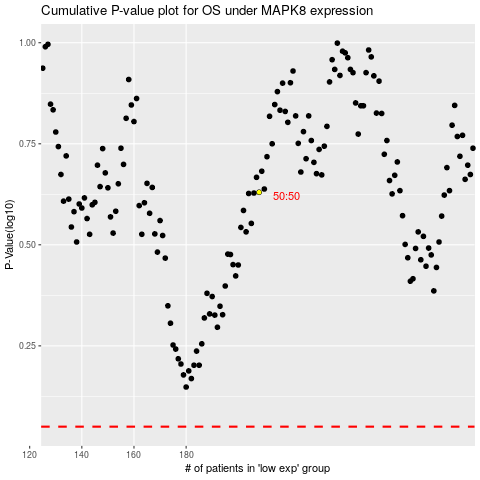 Cumulative P-value plot for OS under MAPK8 expression
1.00
0.75
0.50
0.25
P-Value(log10)
50:50
120 140 160 180
# of patients in 'low exp' group